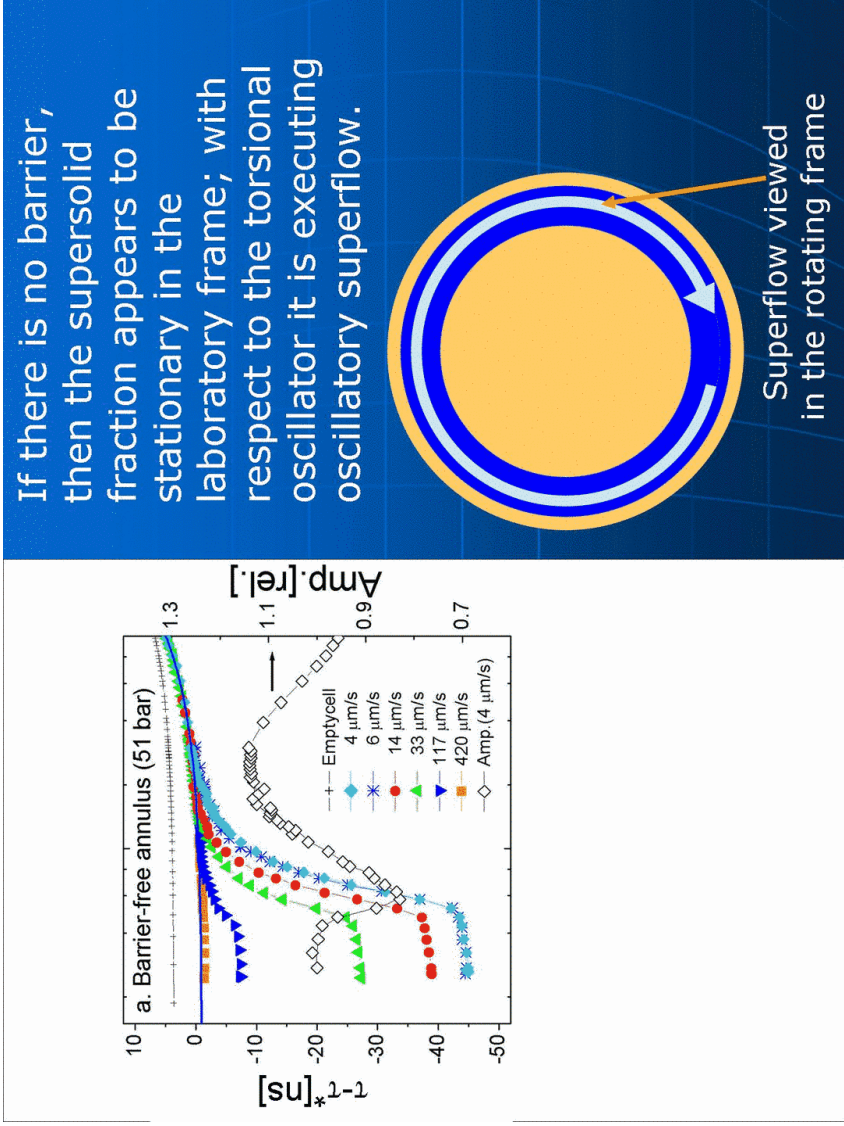 If there is no barrier,
then the supersolid
fraction appears to be
stationary in the
laboratory frame; with
respect to the torsional
oscillator it is executing
oscillatory superflow.
Superflow viewed
in the rotating frame
a. Barrier-free annulus (51 bar)
τ-τ*[ns]
10
0
-10
-20
-30
-40
-50
Amp.[rel.]
1.3
1.1
0.9
0.7
Emptycell
4 μm/s
6 μm/s
14 μm/s
33 μm/s
117 μm/s
420 μm/s
Amp.(4 μm/s)